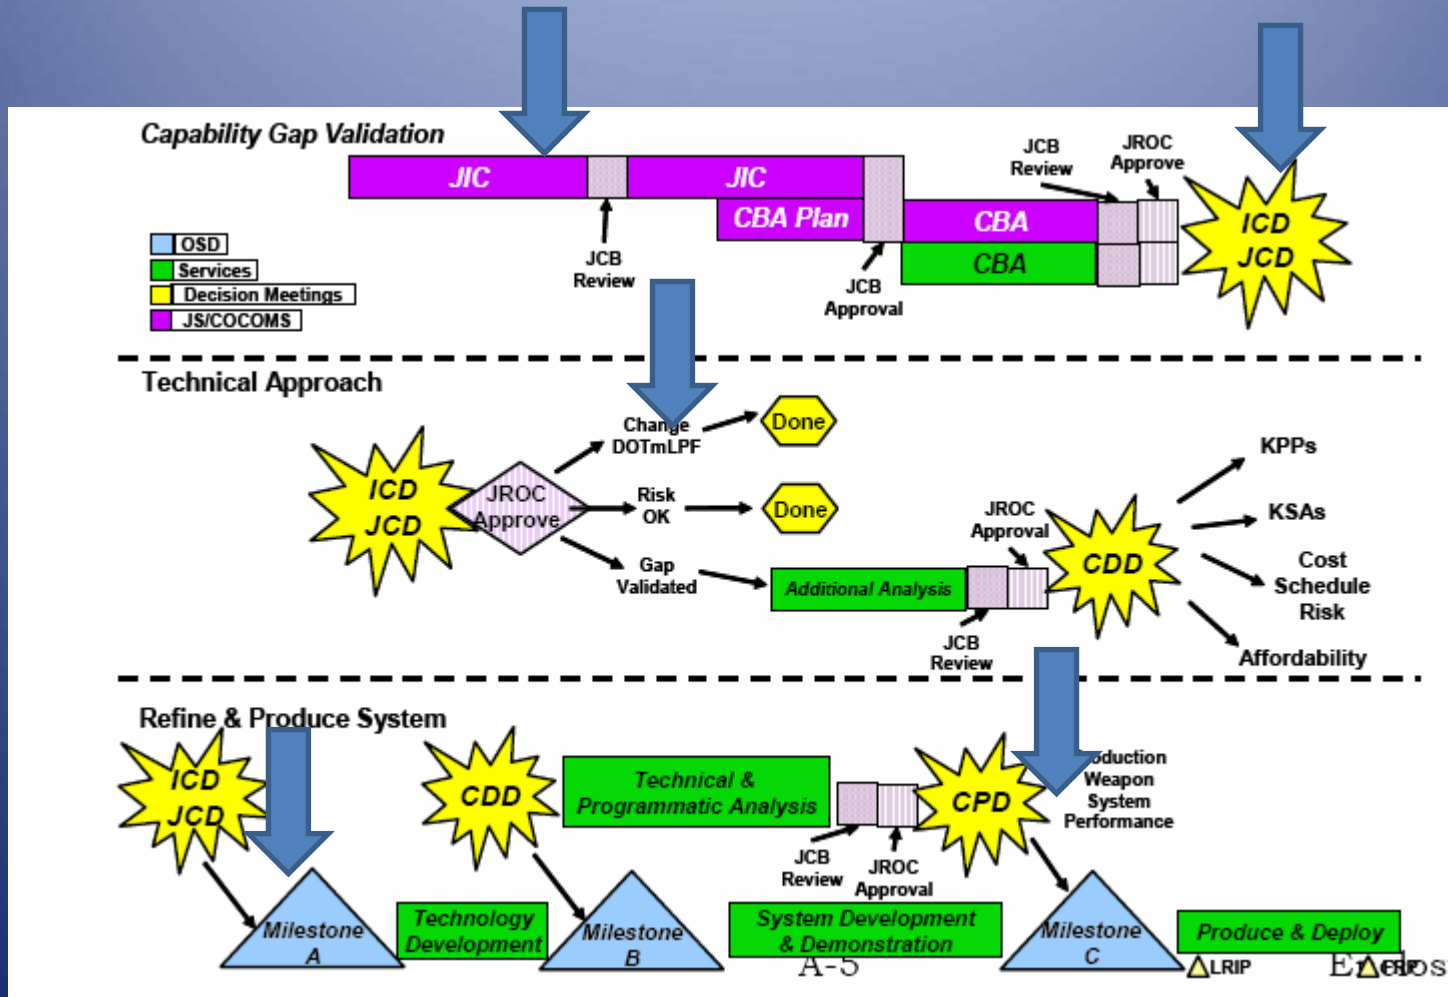 Capability Gap Validation
JIC
JIC
CBA Plan
CBA
CBA
JCB
Review
JROC
Approve
ICD
JCD
JCB
Review
JCB
Approval
OSD
Services
Decision Meetings
JS/COCOMS
Technical Approach
ICD
JCD
JROC
Approve
Change
DOTmLPF
Done
Risk
OK
Done
Gap
Validated
Additional Analysis
JCB
Review
JROC
Approval
CDD
KPPs
KSAs
Cost
Schedule
Risk
Affordability
Refine & Produce System
ICD
JCD
CDD
Technical &
Programmatic Analysis
JCB
Review
JROC
Approval
CPD
Weapon
System
Performance
Milestone
A
Technology
Development
Milestone
B
System Development
& Demonstration
Milestone
C
Produce & Deploy
A-5
LRIP